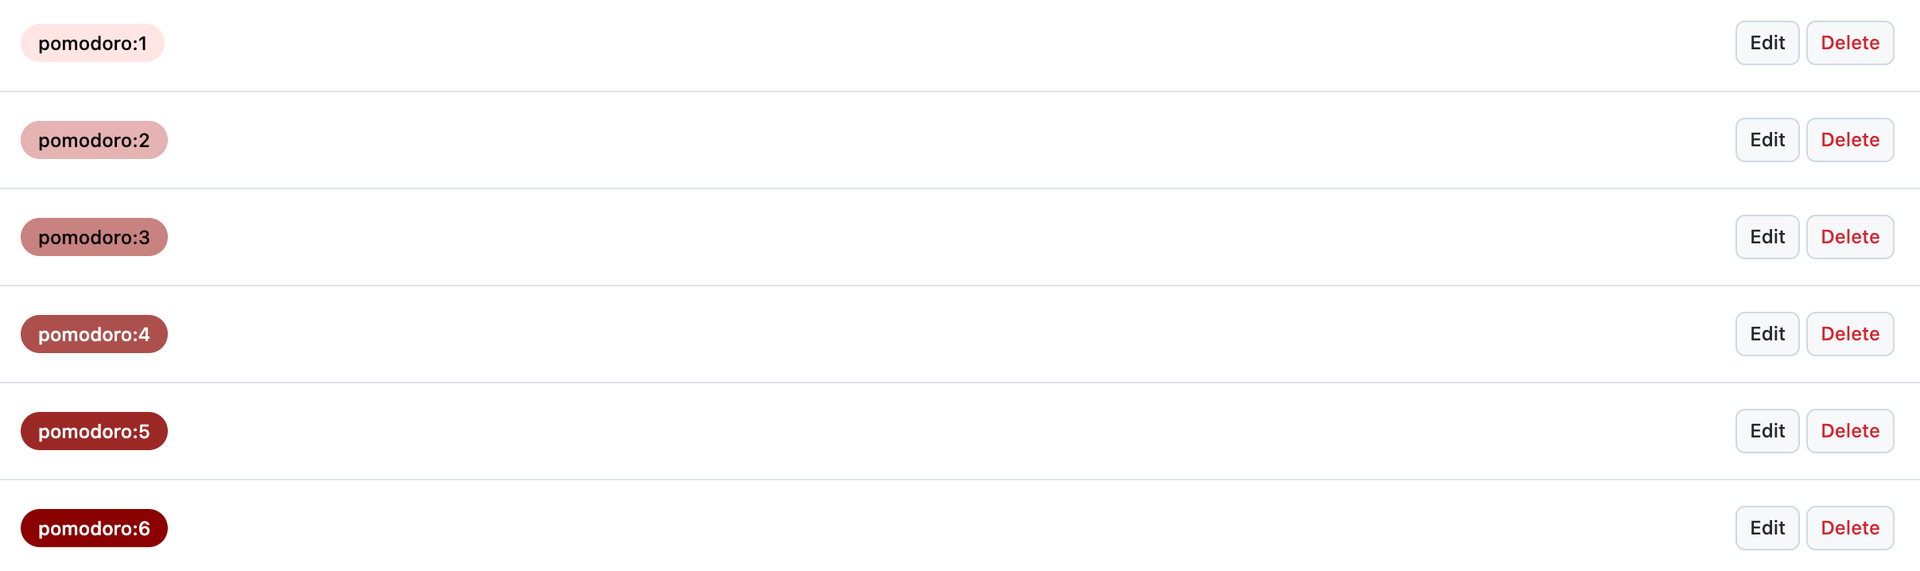 pomodoro:1 Edit Delete
pomodoro:2 Edit Delete
pomodoro:3 Edit Delete
pomodoro:4 Edit Delete
pomodoro:5 Edit Delete
pomodoro:6 Edit Delete